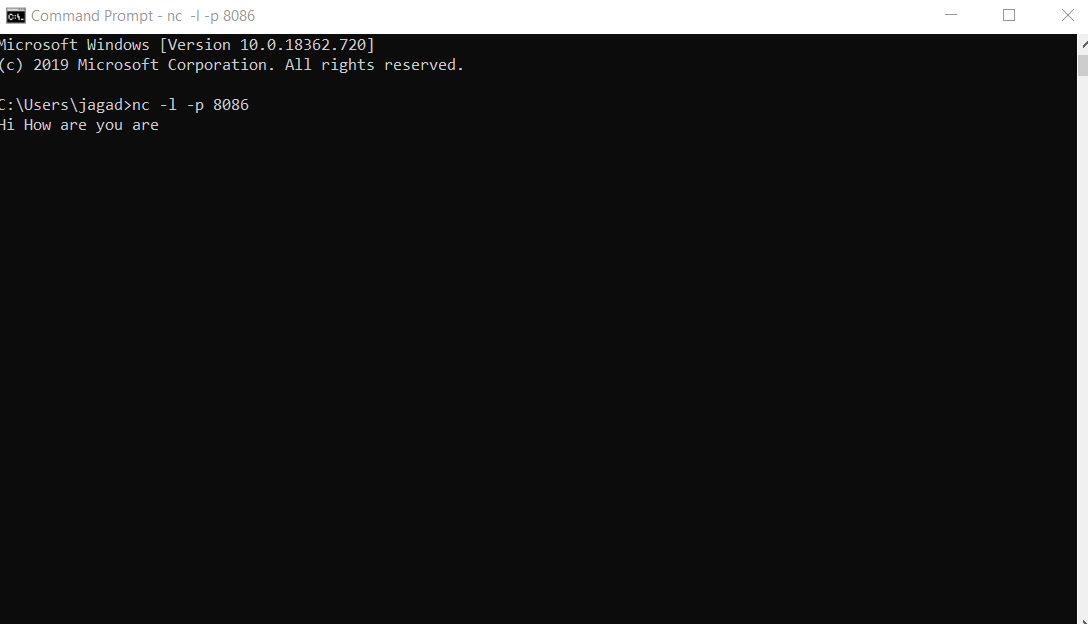 Command Prompt - nc  -l -p 8086
Microsoft Windows [Version 10.0.18362.720]
(c) 2019 Microsoft Corporation. All rights reserved.
C:\Users\jagad>nc -l -p 8086
Hi How are you are